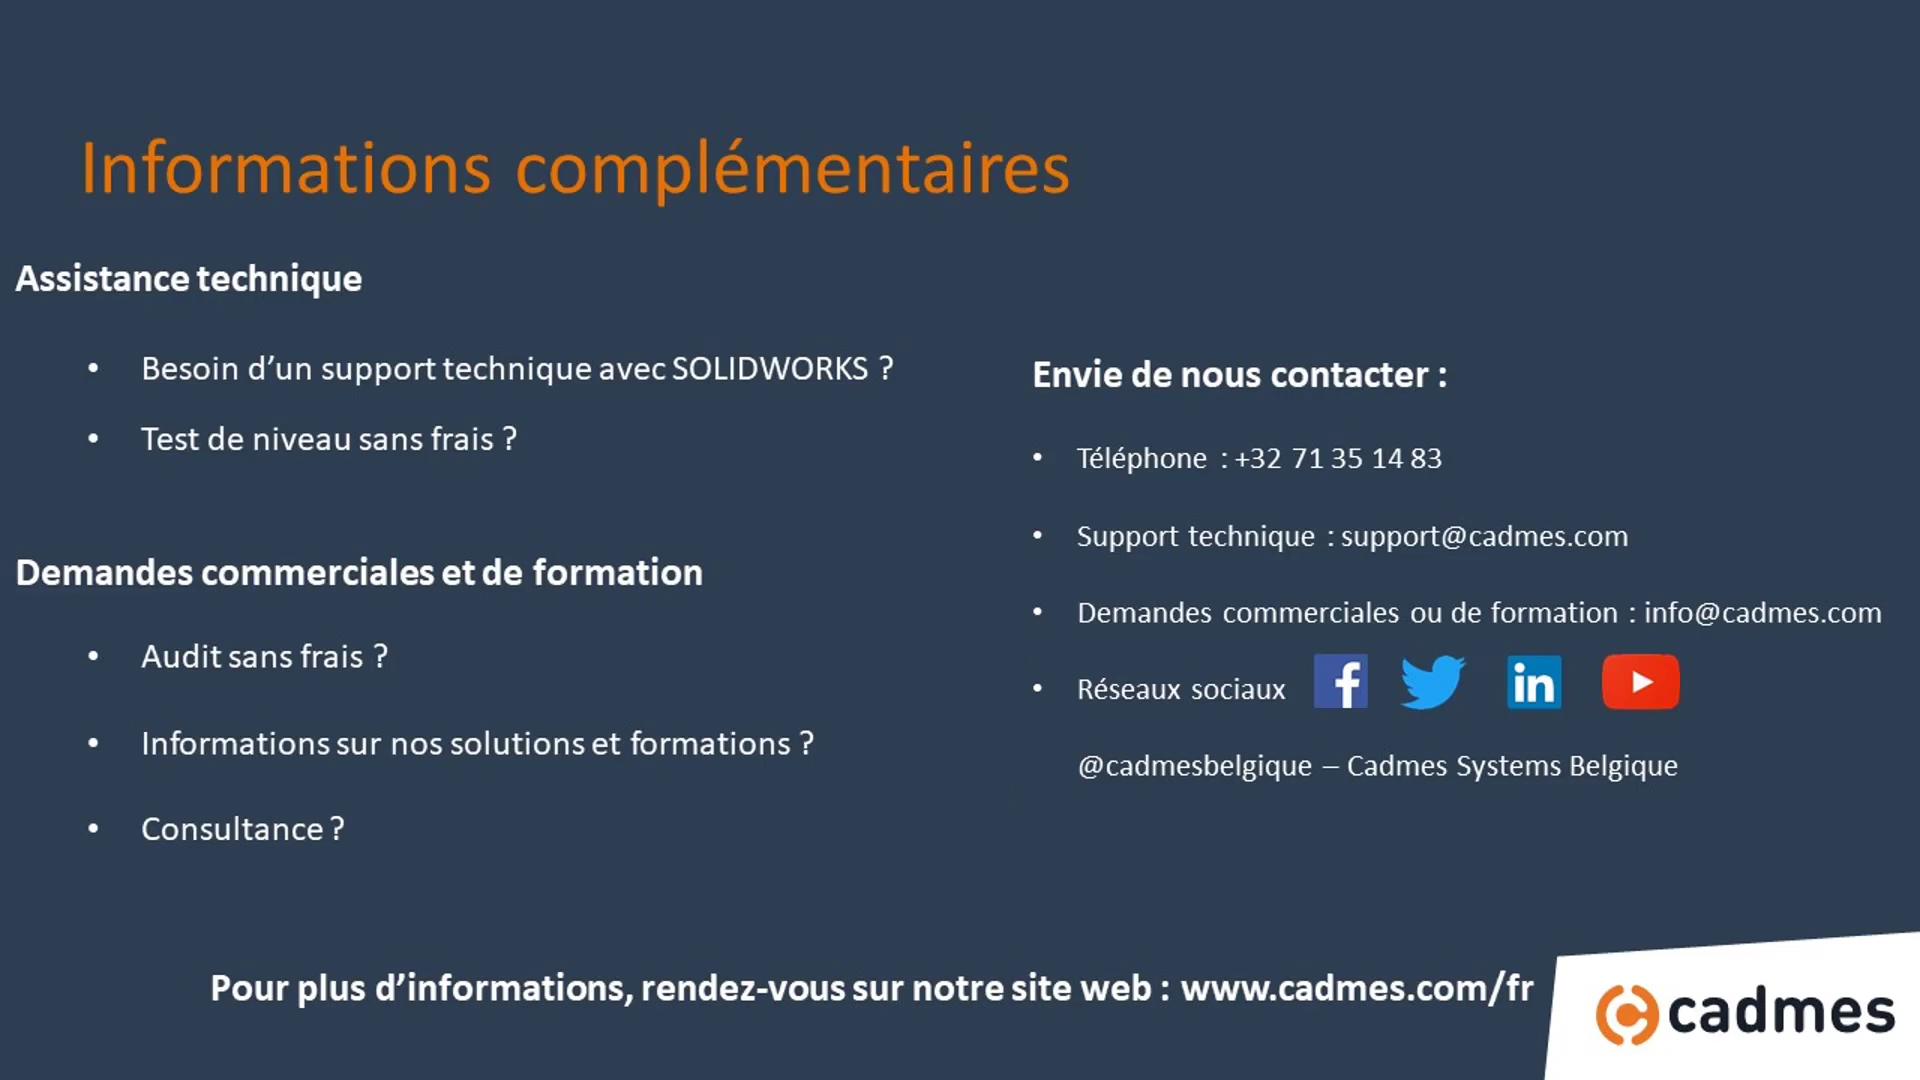 Informations complémentaires
Assistance technique
• Besoin d’un support technique avec SOLIDWORKS ?
• Test de niveau sans frais ?
Demandes commerciales et de formation
• Audit sans frais ?
• Informations sur nos solutions et formations ?
• Consultance ?
Envie de nous contacter :
• Téléphone : +32 71 35 14 83
• Support technique : support@cadmes.com
• Demandes commerciales ou de formation : info@cadmes.com
• Réseaux sociaux f in
@cadmesbelgique – Cadmes Systems Belgique
Pour plus d’informations, rendez-vous sur notre site web : www.cadmes.com/fr
cadmes